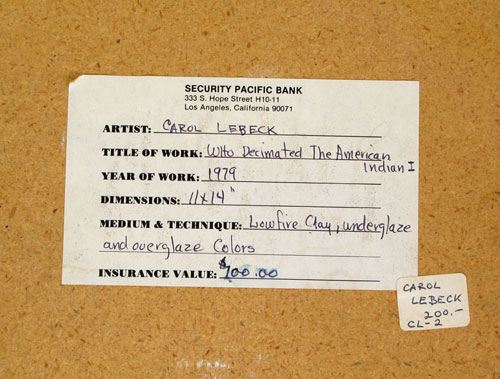 SECURITY PACIFIC BANK
333 S. Hope Street H10-11
Los Angeles, California 90071
ARTIST: CAROL LEBECK
TITLE OF WORK: Who Decimated The American
Indian I
YEAR OF WORK: 1979
DIMENSIONS: 11x14"
MEDIUM & TECHNIQUE: Lowfire Clay, underglaze
and overglaze Colors
INSURANCE VALUE: $100.00
CAROL
LEBECK
200.—
CL-2